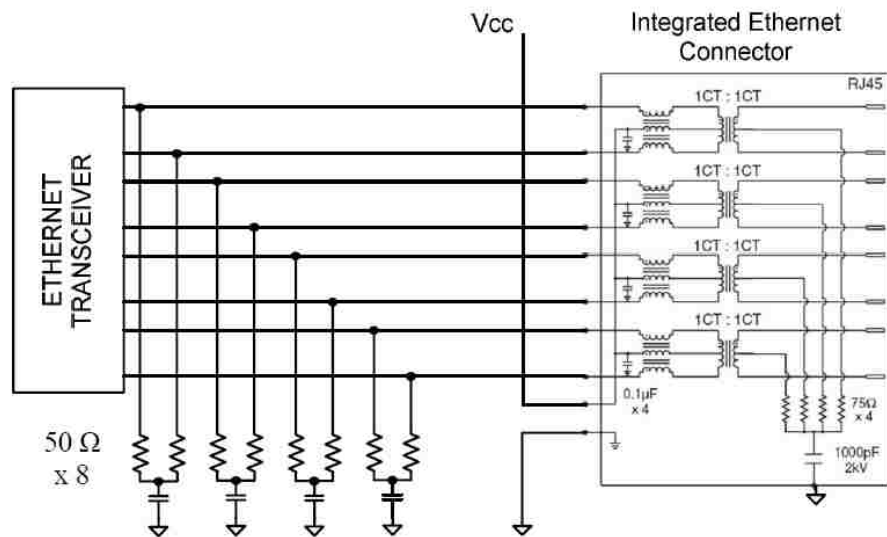 Vcc
Integrated Ethernet
Connector
RJ45
1CT : 1CT
1CT : 1CT
1CT : 1CT
1CT : 1CT
ETHERNET
TRANSCEIVER
0.1µF
x 4
75Ω
x 4
1000pF
2kV
50 Ω
x 8